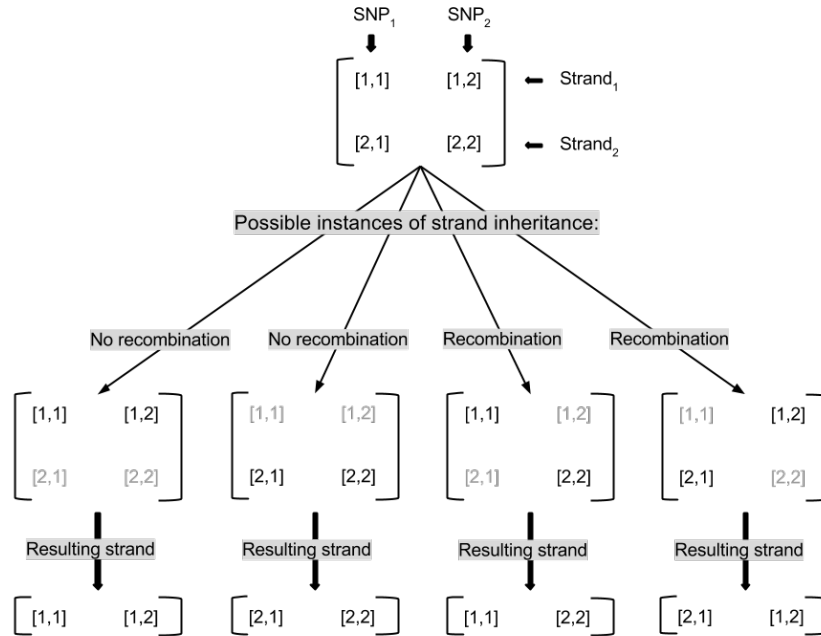 SNP₁ SNP₂
[1,1] [1,2] Strand₁
[2,1] [2,2] Strand₂
Possible instances of strand inheritance:
No recombination No recombination Recombination Recombination
[1,1] [1,2] [1,1] [1,2] [1,1] [1,2] [1,1] [1,2]
[2,1] [2,2] [2,1] [2,2] [2,1] [2,2] [2,1] [2,2]
Resulting strand Resulting strand Resulting strand Resulting strand
[1,1] [1,2] [2,1] [2,2] [1,1] [2,2] [2,1] [1,2]